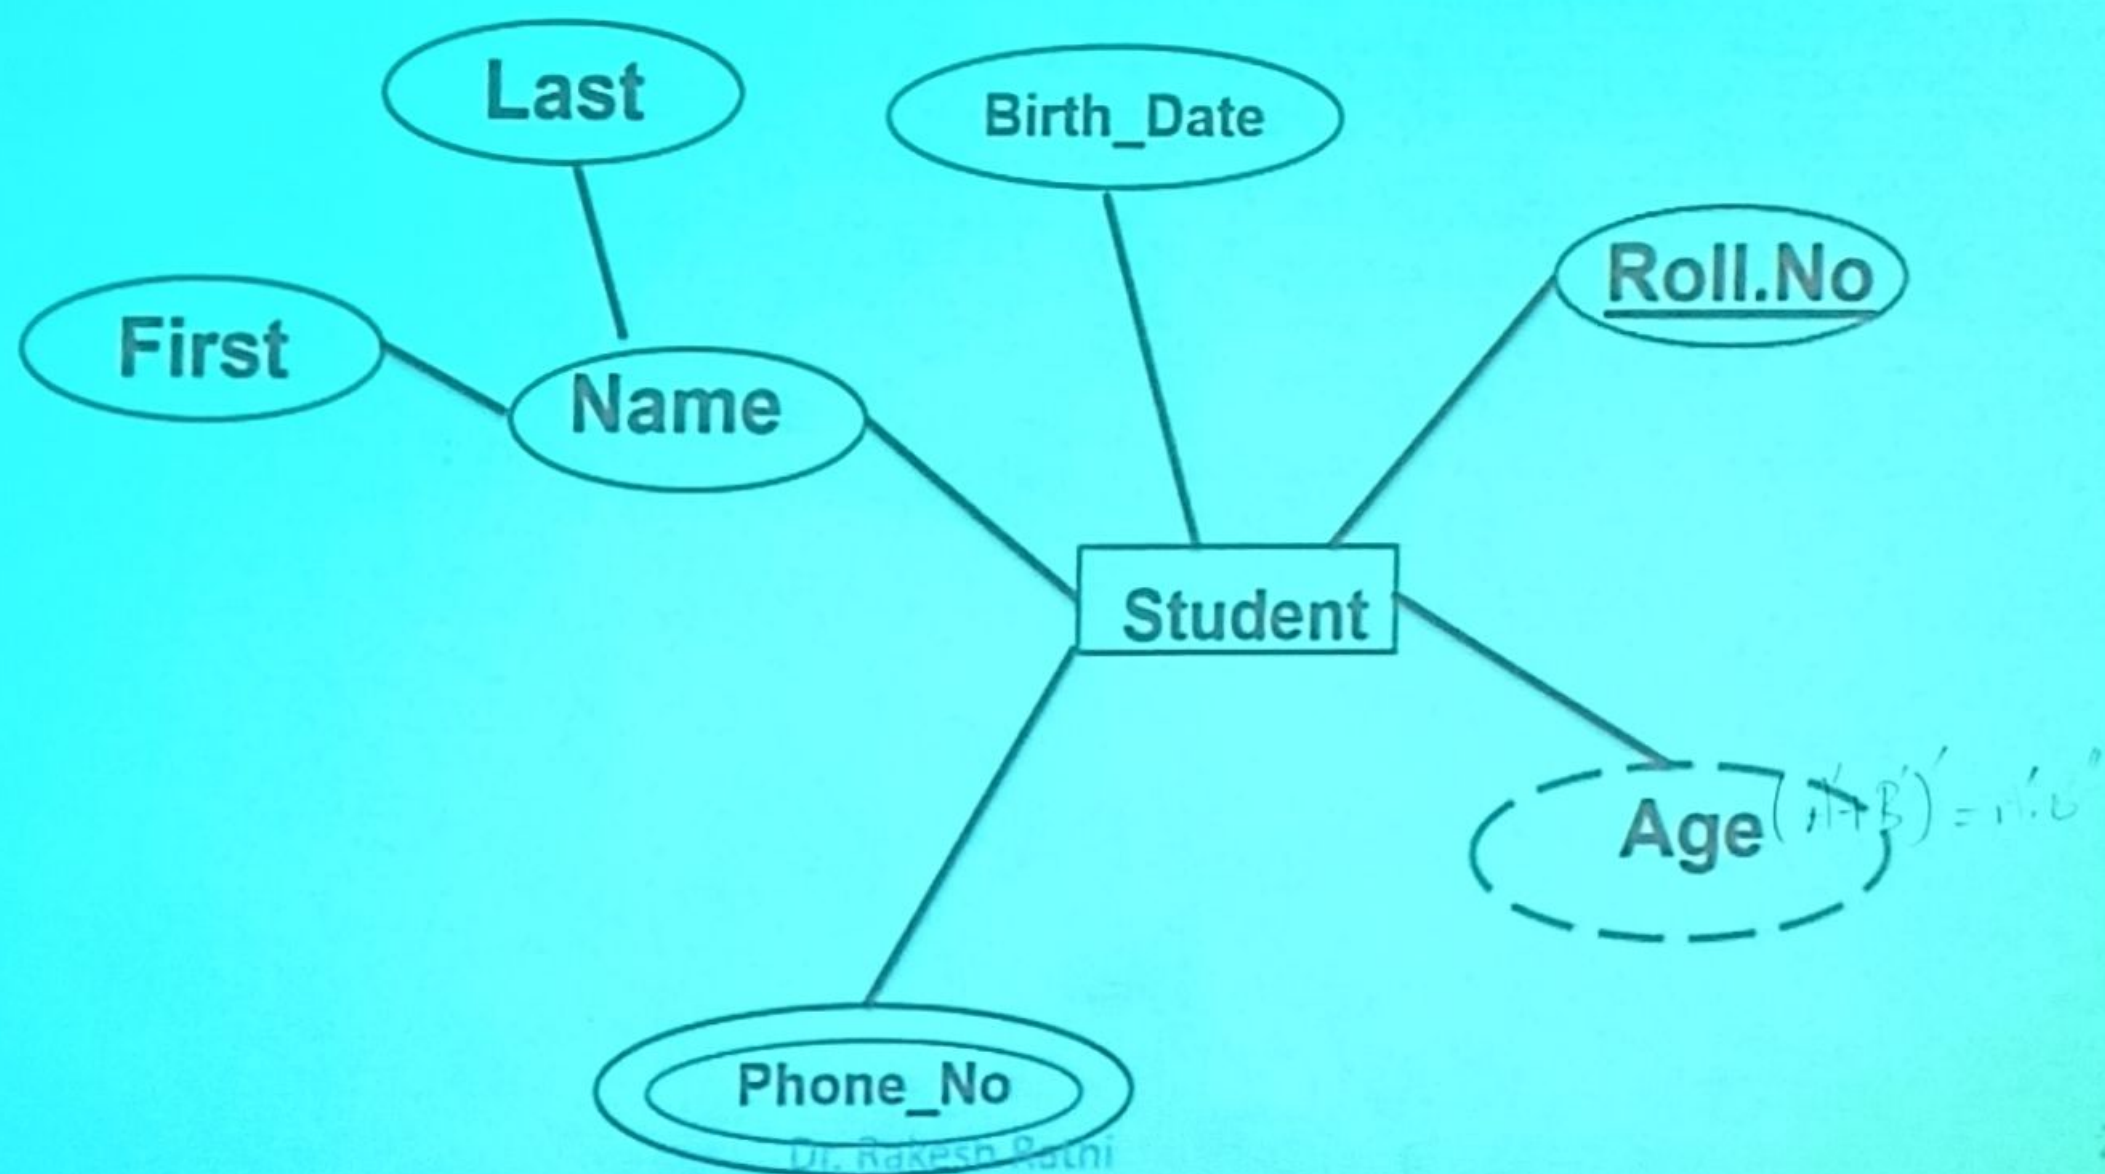 Last
Birth_Date
Roll.No
First
Name
Student
Age
Phone_No
Dr. Rakesh Rathi